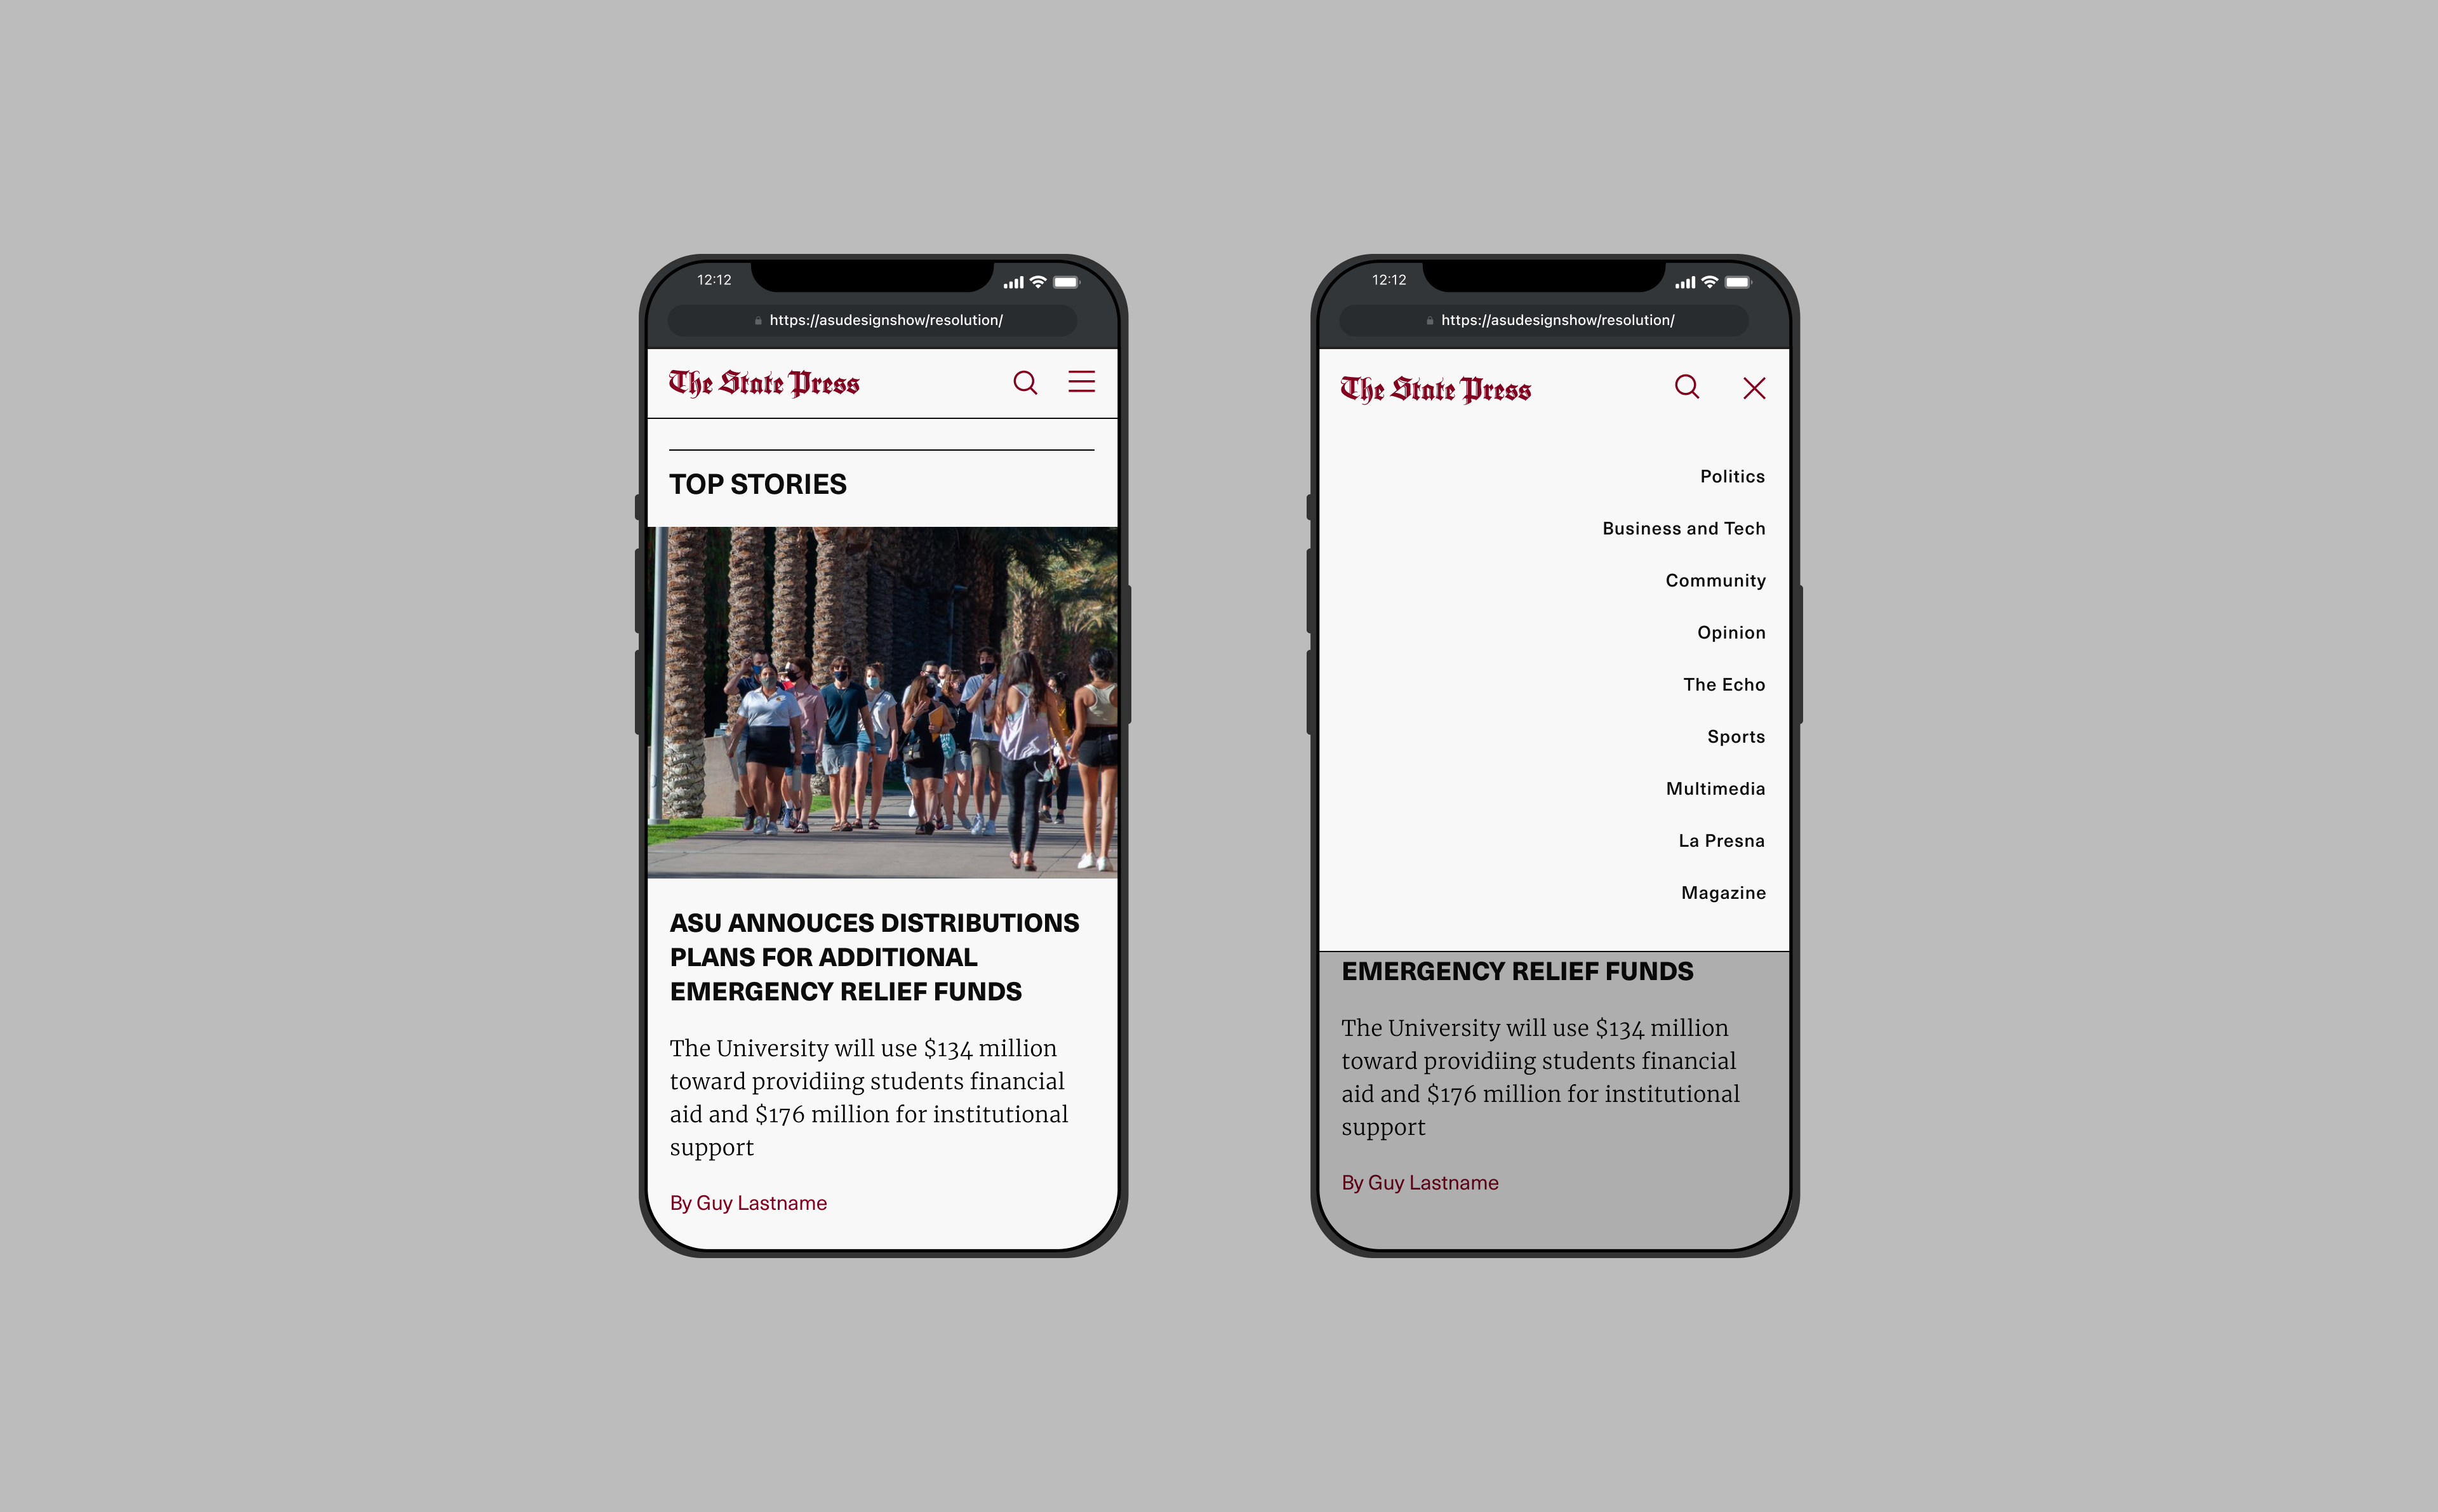 12:12
https://asudesignshow/resolution/
The State Press
TOP STORIES
ASU ANNOUCES DISTRIBUTIONS
PLANS FOR ADDITIONAL
EMERGENCY RELIEF FUNDS
The University will use $134 million
toward providiing students financial
aid and $176 million for institutional
support
By Guy Lastname
12:12
https://asudesignshow/resolution/
The State Press
Politics
Business and Tech
Community
Opinion
The Echo
Sports
Multimedia
La Presna
Magazine
EMERGENCY RELIEF FUNDS
The University will use $134 million
toward providiing students financial
aid and $176 million for institutional
support
By Guy Lastname